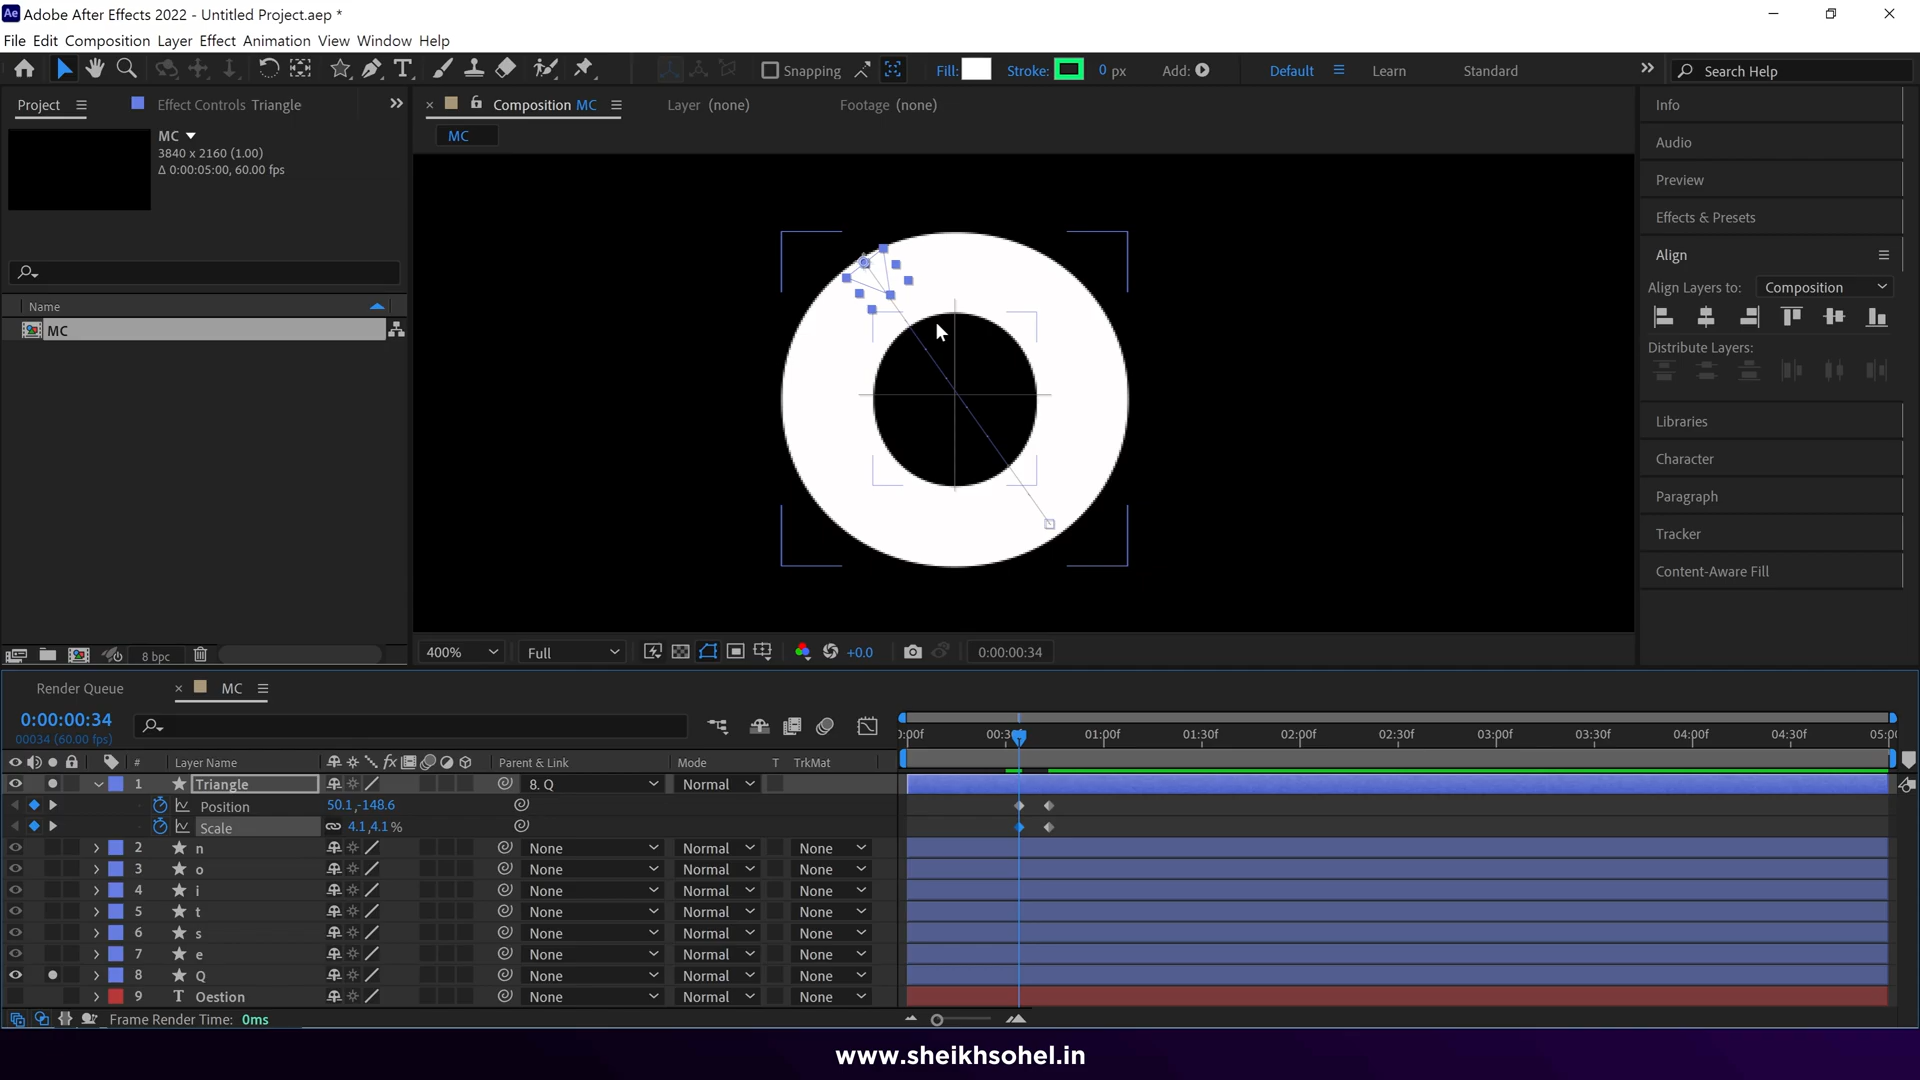 Adobe After Effects 2022 - Untitled Project.aep *
File Edit Composition Layer Effect Animation View Window Help
Snapping Fill: Stroke: 0 px Add: Default Learn Standard Search Help
Project Effect Controls Triangle Composition MC Layer (none) Footage (none) Info
MC MC
3840 x 2160 (1.00)
Δ 0:00:05:00, 60.00 fps
Audio
Preview
Effects & Presets
Align
Align Layers to: Composition
Name
MC
Distribute Layers:
Libraries
Character
Paragraph
Tracker
Content-Aware Fill
8 bpc 400% Full +0.0 0:00:00:34
Render Queue MC
0:00:00:34
00034 (60.00 fps)
:00f 00:30f 01:00f 01:30f 02:00f 02:30f 03:00f 03:30f 04:00f 04:30f 05:00f
# Layer Name fx Parent & Link Mode T TrkMat
1 Triangle 8. Q Normal
Position 50.1,-148.6
Scale 4.1,4.1 %
2 n None Normal None
3 o None Normal None
4 i None Normal None
5 t None Normal None
6 s None Normal None
7 e None Normal None
8 Q None Normal None
9 T Oestion None Normal None
Frame Render Time: 0ms
www.sheikhsohel.in